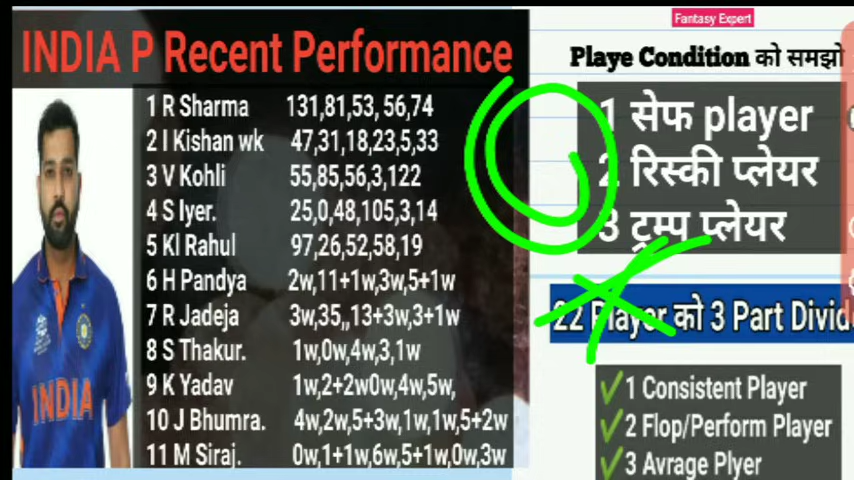 INDIA P Recent Performance
1 R Sharma 131,81,53, 56,74
2 I Kishan wk 47,31,18,23,5,33
3 V Kohli 55,85,56,3,122
4 S Iyer. 25,0,48,105,3,14
5 Kl Rahul 97,26,52,58,19
6 H Pandya 2w,11+1w,3w,5+1w
7 R Jadeja 3w,35,,13+3w,3+1w
8 S Thakur. 1w,0w,4w,3,1w
9 K Yadav 1w,2+2w0w,4w,5w,
10 J Bhumra. 4w,2w,5+3w,1w,1w,5+2w
11 M Siraj. 0w,1+1w,6w,5+1w,0w,3w
INDIA
Fantasy Expert
Playe Condition को समझो
1 सेफ player
2 रिस्की प्लेयर
3 ट्रम्प प्लेयर
22 Player को 3 Part Divid
✓1 Consistent Player
✓2 Flop/Perform Player
✓3 Avrage Plyer